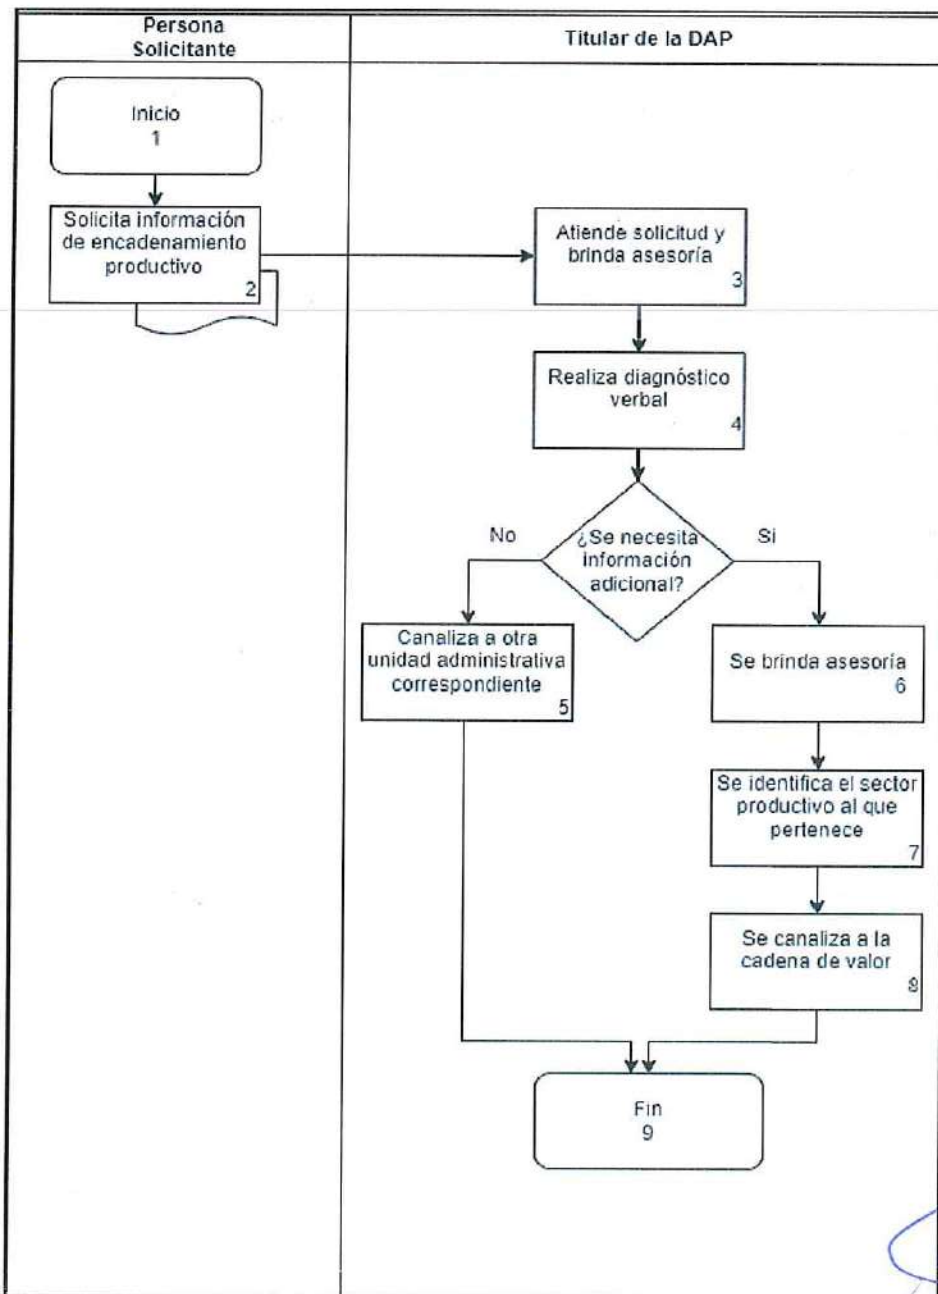 Persona
Solicitante
Titular de la DAP
Inicio
1
Solicita información
de encadenamiento
productivo
2
Atiende solicitud y
brinda asesoría
3
Realiza diagnóstico
verbal
4
¿Se necesita
información
adicional?
No
Si
Canaliza a otra
unidad administrativa
correspondiente
5
Se brinda asesoría
6
Se identifica el sector
productivo al que
pertenece
7
Se canaliza a la
cadena de valor
8
Fin
9